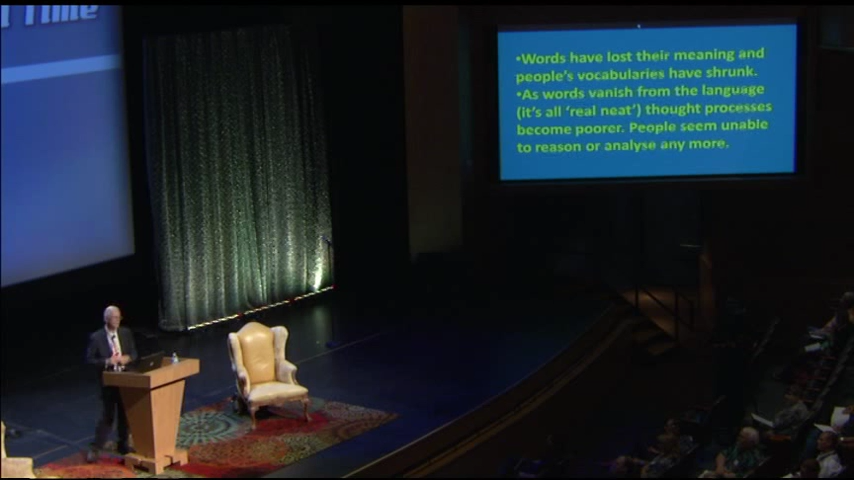 Time
•Words have lost their meaning and
people's vocabularies have shrunk.
•As words vanish from the language
(it's all 'real neat') thought processes
become poorer. People seem unable
to reason or analyse any more.